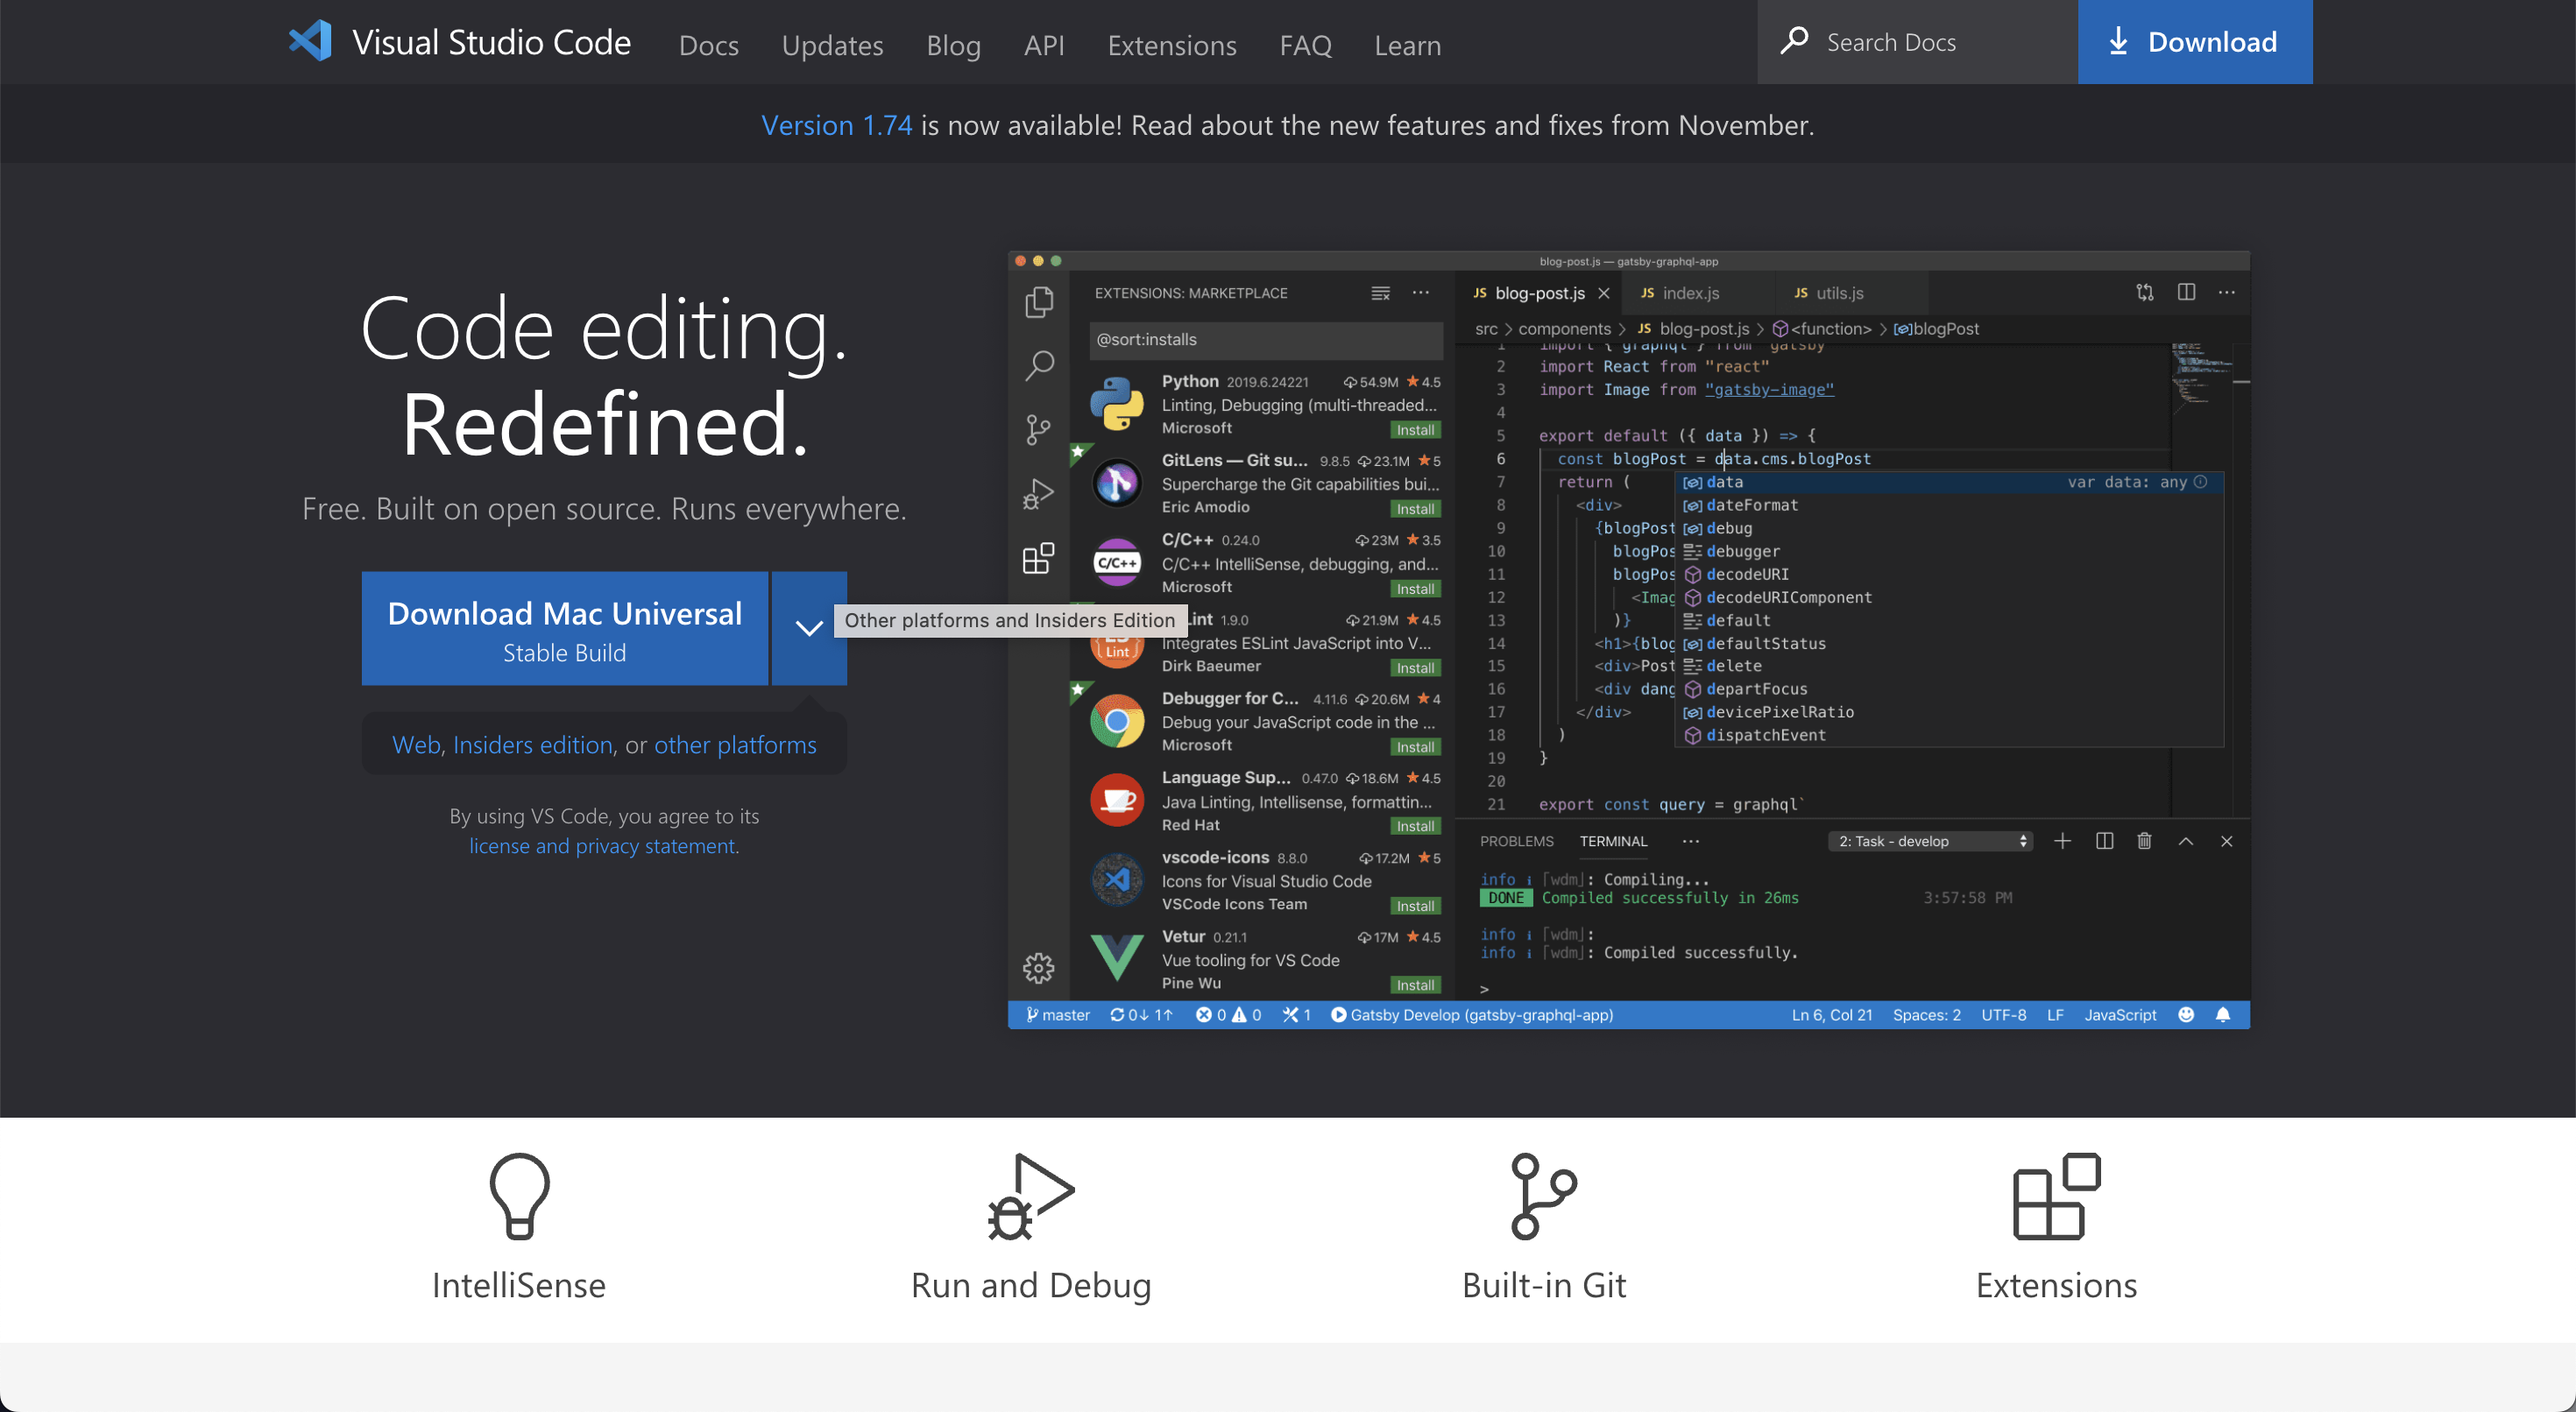 Visual Studio Code
Docs
Updates
Blog
API
Extensions
FAQ
Learn
Search Docs
Download
Version 1.74 is now available! Read about the new features and fixes from November.
Code editing.
Redefined.
Free. Built on open source. Runs everywhere.
Download Mac Universal
Stable Build
Other platforms and Insiders Edition
Web, Insiders edition, or other platforms
By using VS Code, you agree to its
license and privacy statement.
blog-post.js — gatsby-graphql-app
EXTENSIONS: MARKETPLACE
@sort:installs
Python 2019.6.24221 54.9M 4.5
Linting, Debugging (multi-threaded...
Microsoft Install
GitLens — Git su... 9.8.5 23.1M 5
Supercharge the Git capabilities bui...
Eric Amodio Install
C/C++
C/C++ 0.24.0 23M 3.5
C/C++ IntelliSense, debugging, and...
Microsoft Install
Lint 1.9.0 21.9M 4.5
Integrates ESLint JavaScript into V...
Lint
Dirk Baeumer Install
Debugger for C... 4.11.6 20.6M 4
Debug your JavaScript code in the ...
Microsoft Install
Language Sup... 0.47.0 18.6M 4.5
Java Linting, Intellisense, formattin...
Red Hat Install
vscode-icons 8.8.0 17.2M 5
Icons for Visual Studio Code
VSCode Icons Team Install
Vetur 0.21.1 17M 4.5
Vue tooling for VS Code
Pine Wu Install
JS blog-post.js
JS index.js
JS utils.js
src > components > JS blog-post.js > <function> > blogPost
1 import { graphql } from "gatsby"
2 import React from "react"
3 import Image from "gatsby-image"
4
5 export default ({ data }) => {
6 const blogPost = data.cms.blogPost
7 return (
8 <div>
9 {blogPost
10 blogPos
11 blogPos
12 <Imag
13 )}
14 <h1>{blog
15 <div>Post
16 <div dang
17 </div>
18 )
19 }
20
21 export const query = graphql`
data var data: any
dateFormat
debug
debugger
decodeURI
decodeURIComponent
default
defaultStatus
delete
departFocus
devicePixelRatio
dispatchEvent
PROBLEMS TERMINAL ... 2: Task - develop
info i [wdm]: Compiling...
DONE Compiled successfully in 26ms 3:57:58 PM
info i [wdm]:
info i [wdm]: Compiled successfully.
>
master 0↓ 1↑ 0 0 1 Gatsby Develop (gatsby-graphql-app)
Ln 6, Col 21 Spaces: 2 UTF-8 LF JavaScript
IntelliSense
Run and Debug
Built-in Git
Extensions